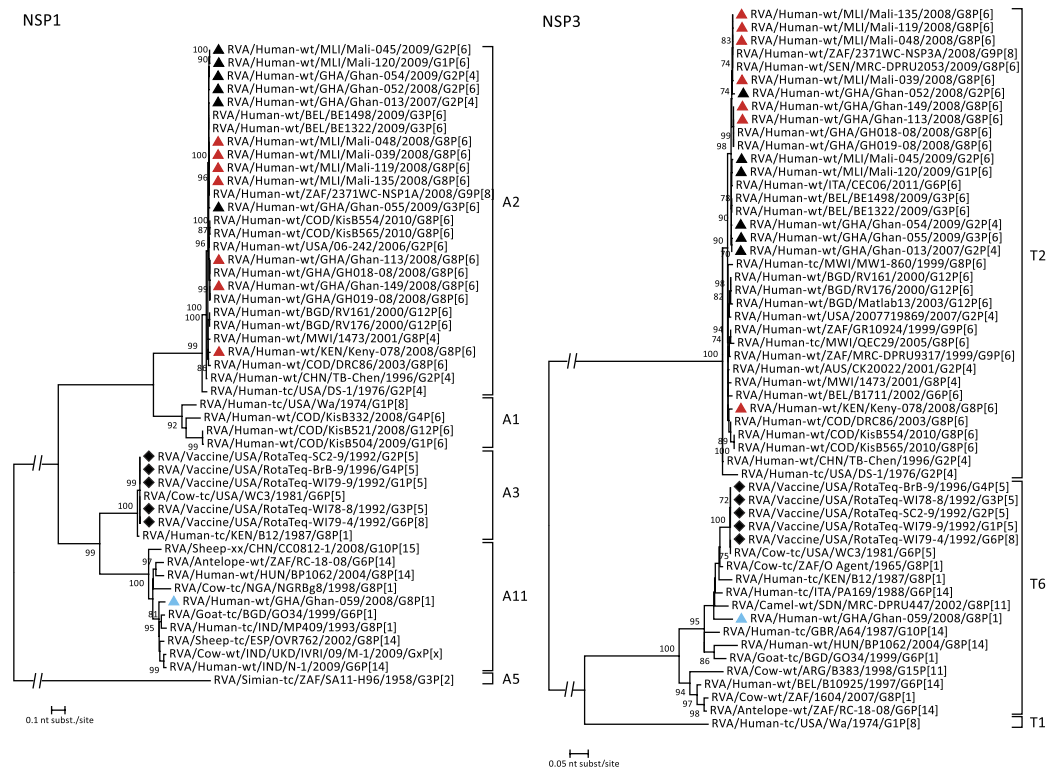 NSP1
RVA/Human-wt/MLI/Mali-045/2009/G2P[6]
RVA/Human-wt/MLI/Mali-120/2009/G1P[6]
RVA/Human-wt/GHA/Ghan-054/2009/G2P[4]
RVA/Human-wt/GHA/Ghan-052/2008/G2P[6]
RVA/Human-wt/GHA/Ghan-013/2007/G2P[4]
RVA/Human-wt/BEL/BE1498/2009/G3P[6]
RVA/Human-wt/BEL/BE1322/2009/G3P[6]
RVA/Human-wt/MLI/Mali-048/2008/G8P[6]
RVA/Human-wt/MLI/Mali-039/2008/G8P[6]
RVA/Human-wt/MLI/Mali-119/2008/G8P[6]
RVA/Human-wt/MLI/Mali-135/2008/G8P[6]
RVA/Human-wt/ZAF/2371WC-NSP1A/2008/G9P[8]
RVA/Human-wt/GHA/Ghan-055/2009/G3P[6]
RVA/Human-wt/COD/KisB554/2010/G8P[6]
RVA/Human-wt/COD/KisB565/2010/G8P[6]
RVA/Human-wt/USA/06-242/2006/G2P[6]
RVA/Human-wt/GHA/Ghan-113/2008/G8P[6]
RVA/Human-wt/GHA/GH018-08/2008/G8P[6]
RVA/Human-wt/GHA/Ghan-149/2008/G8P[6]
RVA/Human-wt/GHA/GH019-08/2008/G8P[6]
RVA/Human-wt/BGD/RV161/2000/G12P[6]
RVA/Human-wt/BGD/RV176/2000/G12P[6]
RVA/Human-wt/MWI/1473/2001/G8P[4]
RVA/Human-wt/KEN/Keny-078/2008/G8P[6]
RVA/Human-wt/COD/DRC86/2003/G8P[6]
RVA/Human-wt/CHN/TB-Chen/1996/G2P[4]
RVA/Human-tc/USA/DS-1/1976/G2P[4]
RVA/Human-tc/USA/Wa/1974/G1P[8]
RVA/Human-wt/COD/KisB332/2008/G4P[6]
RVA/Human-wt/COD/KisB521/2008/G12P[6]
RVA/Human-wt/COD/KisB504/2009/G1P[6]
RVA/Vaccine/USA/RotaTeq-SC2-9/1992/G2P[5]
RVA/Vaccine/USA/RotaTeq-BrB-9/1996/G4P[5]
RVA/Vaccine/USA/RotaTeq-WI79-9/1992/G1P[5]
RVA/Cow-tc/USA/WC3/1981/G6P[5]
RVA/Vaccine/USA/RotaTeq-WI78-8/1992/G3P[5]
RVA/Vaccine/USA/RotaTeq-WI79-4/1992/G6P[8]
RVA/Human-tc/KEN/B12/1987/G8P[1]
RVA/Sheep-xx/CHN/CC0812-1/2008/G10P[15]
RVA/Antelope-wt/ZAF/RC-18-08/G6P[14]
RVA/Human-wt/HUN/BP1062/2004/G8P[14]
RVA/Cow-tc/NGA/NGRBg8/1998/G8P[1]
RVA/Human-wt/GHA/Ghan-059/2008/G8P[1]
RVA/Goat-tc/BGD/GO34/1999/G6P[1]
RVA/Human-tc/IND/MP409/1993/G8P[1]
RVA/Sheep-tc/ESP/OVR762/2002/G8P[14]
RVA/Cow-wt/IND/UKD/IVRI/09/M-1/2009/GxP[x]
RVA/Human-wt/IND/N-1/2009/G6P[14]
RVA/Simian-tc/ZAF/SA11-H96/1958/G3P[2]
A2
A1
A3
A11
A5
100
90
100
96
100
87
96
99
100
100
99
86
92
99
99
100
99
97
100
81
95
99
0.1 nt subst./site
NSP3
RVA/Human-wt/MLI/Mali-135/2008/G8P[6]
RVA/Human-wt/MLI/Mali-119/2008/G8P[6]
RVA/Human-wt/MLI/Mali-048/2008/G8P[6]
RVA/Human-wt/ZAF/2371WC-NSP3A/2008/G9P[8]
RVA/Human-wt/SEN/MRC-DPRU2053/2009/G8P[6]
RVA/Human-wt/MLI/Mali-039/2008/G8P[6]
RVA/Human-wt/GHA/Ghan-052/2008/G2P[6]
RVA/Human-wt/GHA/Ghan-149/2008/G8P[6]
RVA/Human-wt/GHA/Ghan-113/2008/G8P[6]
RVA/Human-wt/GHA/GH018-08/2008/G8P[6]
RVA/Human-wt/GHA/GH019-08/2008/G8P[6]
RVA/Human-wt/MLI/Mali-045/2009/G2P[6]
RVA/Human-wt/MLI/Mali-120/2009/G1P[6]
RVA/Human-wt/ITA/CEC06/2011/G6P[6]
RVA/Human-wt/BEL/BE1498/2009/G3P[6]
RVA/Human-wt/BEL/BE1322/2009/G3P[6]
RVA/Human-wt/GHA/Ghan-054/2009/G2P[4]
RVA/Human-wt/GHA/Ghan-055/2009/G3P[6]
RVA/Human-wt/GHA/Ghan-013/2007/G2P[4]
RVA/Human-tc/MWI/MW1-860/1999/G8P[6]
RVA/Human-wt/BGD/RV161/2000/G12P[6]
RVA/Human-wt/BGD/RV176/2000/G12P[6]
RVA/Human-wt/BGD/Matlab13/2003/G12P[6]
RVA/Human-wt/USA/2007719869/2007/G2P[4]
RVA/Human-wt/ZAF/GR10924/1999/G9P[6]
RVA/Human-tc/MWI/QEC29/2005/G8P[6]
RVA/Human-wt/ZAF/MRC-DPRU9317/1999/G9P[6]
RVA/Human-wt/AUS/CK20022/2001/G2P[4]
RVA/Human-wt/MWI/1473/2001/G8P[4]
RVA/Human-wt/BEL/B1711/2002/G6P[6]
RVA/Human-wt/KEN/Keny-078/2008/G8P[6]
RVA/Human-wt/COD/DRC86/2003/G8P[6]
RVA/Human-wt/COD/KisB554/2010/G8P[6]
RVA/Human-wt/COD/KisB565/2010/G8P[6]
RVA/Human-wt/CHN/TB-Chen/1996/G2P[4]
RVA/Human-tc/USA/DS-1/1976/G2P[4]
RVA/Vaccine/USA/RotaTeq-BrB-9/1996/G4P[5]
RVA/Vaccine/USA/RotaTeq-WI78-8/1992/G3P[5]
RVA/Vaccine/USA/RotaTeq-SC2-9/1992/G2P[5]
RVA/Vaccine/USA/RotaTeq-WI79-9/1992/G1P[5]
RVA/Vaccine/USA/RotaTeq-WI79-4/1992/G6P[8]
RVA/Cow-tc/USA/WC3/1981/G6P[5]
RVA/Cow-tc/ZAF/O Agent/1965/G8P[1]
RVA/Human-tc/KEN/B12/1987/G8P[1]
RVA/Human-tc/ITA/PA169/1988/G6P[14]
RVA/Camel-wt/SDN/MRC-DPRU447/2002/G8P[11]
RVA/Human-wt/GHA/Ghan-059/2008/G8P[1]
RVA/Human-tc/GBR/A64/1987/G10P[14]
RVA/Human-wt/HUN/BP1062/2004/G8P[14]
RVA/Goat-tc/BGD/GO34/1999/G6P[1]
RVA/Cow-wt/ARG/B383/1998/G15P[11]
RVA/Human-wt/BEL/B10925/1997/G6P[14]
RVA/Cow-wt/ZAF/1604/2007/G8P[1]
RVA/Antelope-wt/ZAF/RC-18-08/G6P[14]
RVA/Human-tc/USA/Wa/1974/G1P[8]
T2
T6
T1
83
74
74
99
98
78
90
90
70
98
82
94
74
100
89
100
72
100
75
95
86
100
94
97
98
0.05 nt subst/site